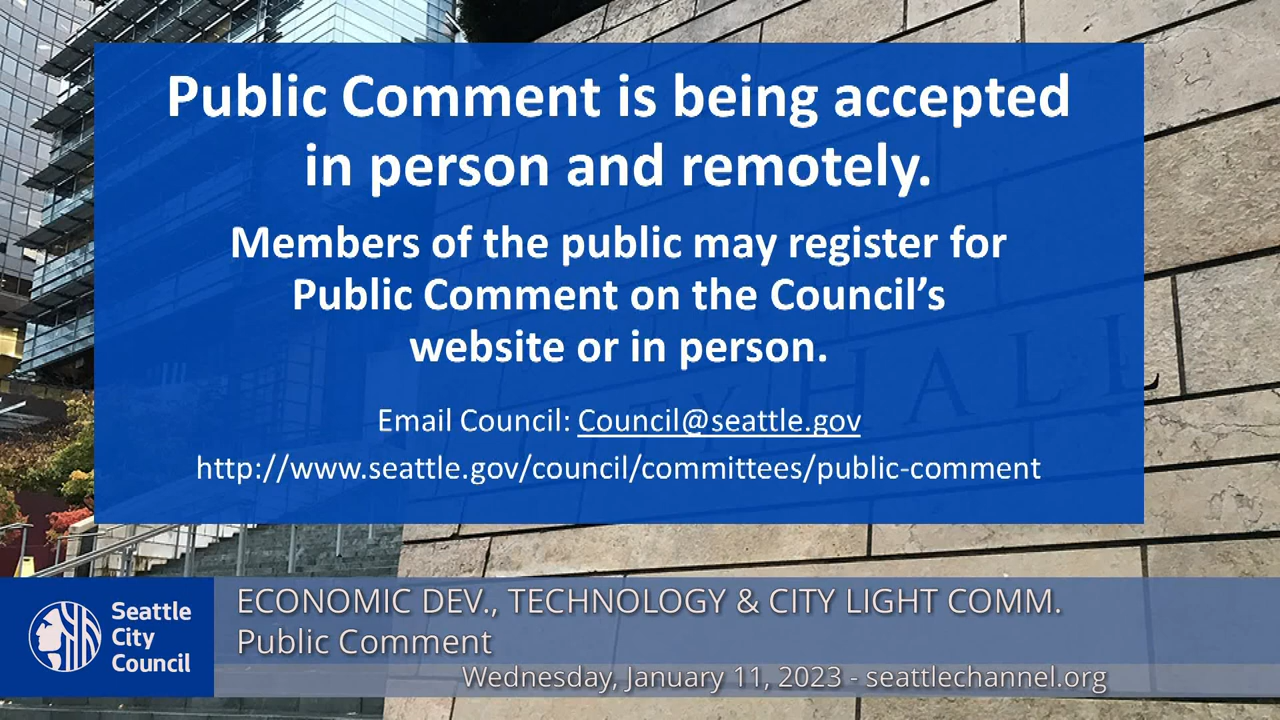 Public Comment is being accepted
in person and remotely.
Members of the public may register for
Public Comment on the Council’s
website or in person.
HALL
Email Council: Council@seattle.gov
http://www.seattle.gov/council/committees/public-comment
Seattle
City
Council
ECONOMIC DEV., TECHNOLOGY & CITY LIGHT COMM.
Public Comment
Wednesday, January 11, 2023 - seattlechannel.org